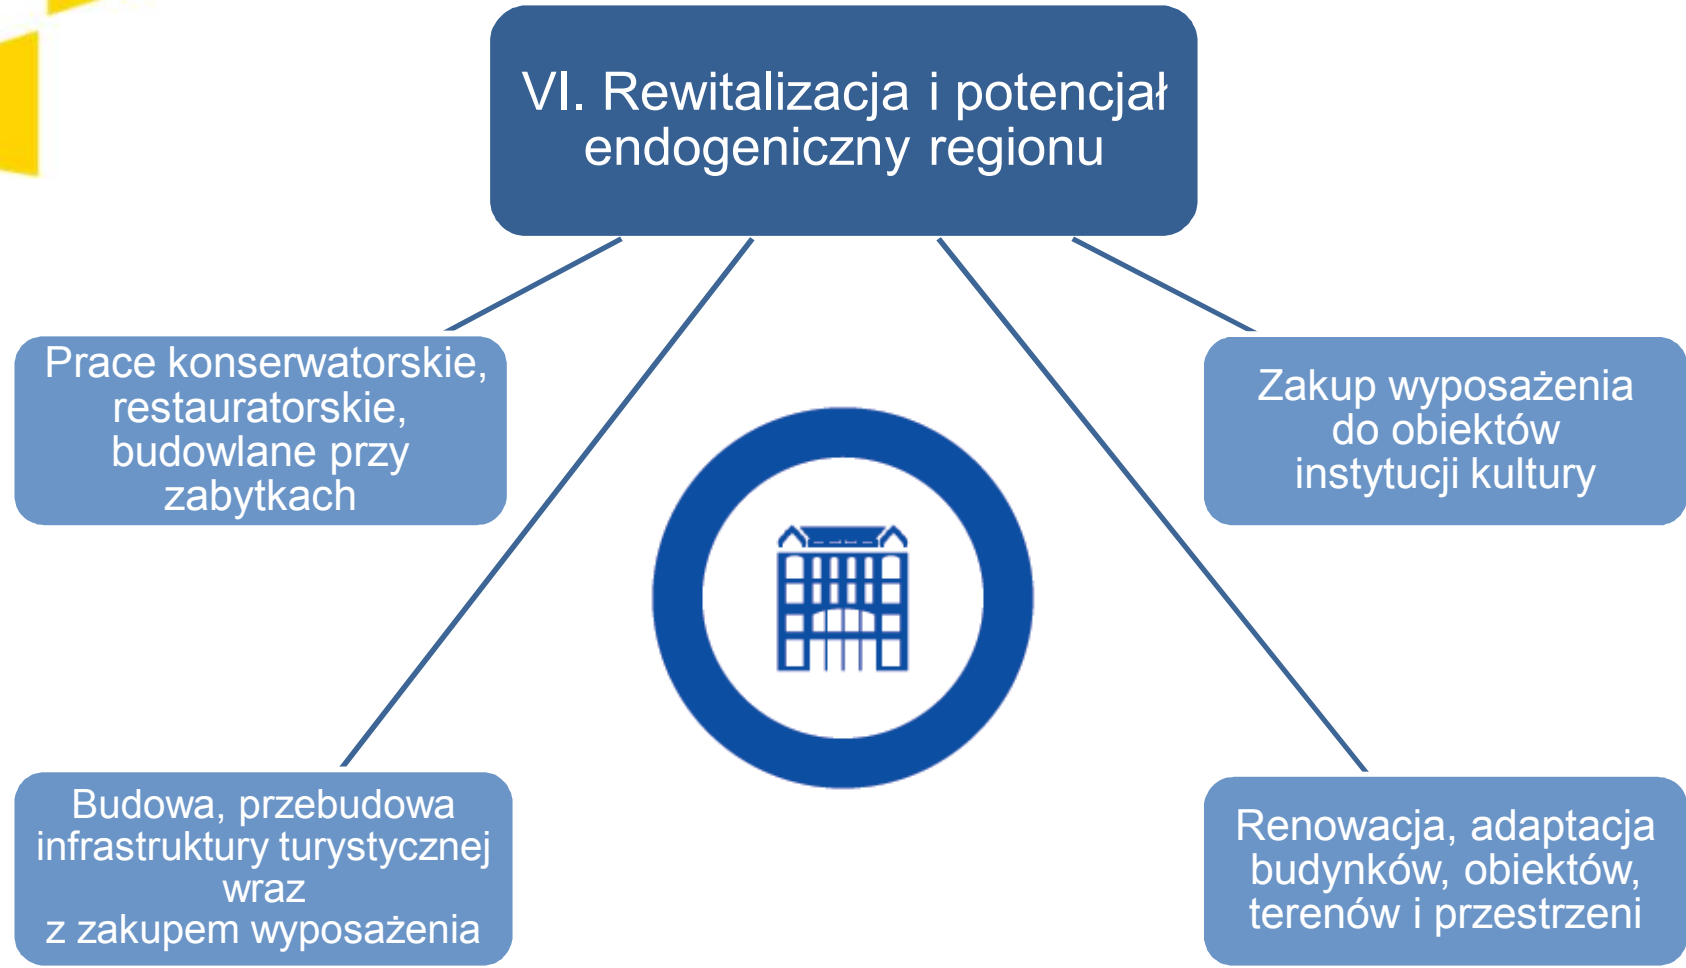 VI. Rewitalizacja i potencjał
endogeniczny regionu
Prace konserwatorskie,
restauratorskie,
budowlane przy
zabytkach
Zakup wyposażenia
do obiektów
instytucji kultury
Budowa, przebudowa
infrastruktury turystycznej
wraz
z zakupem wyposażenia
Renowacja, adaptacja
budynków, obiektów,
terenów i przestrzeni